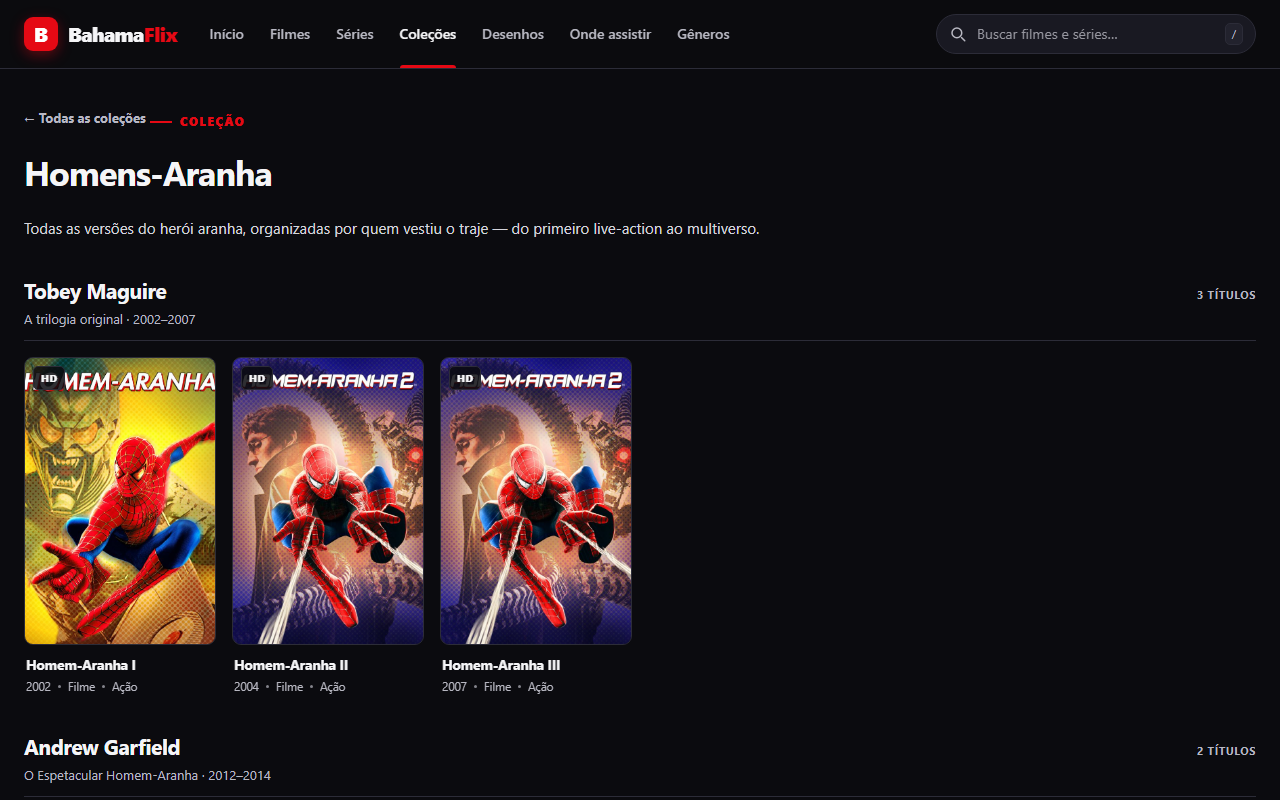 B BahamaFlix Início Filmes Séries Coleções Desenhos Onde assistir Gêneros Buscar filmes e séries... /
← Todas as coleções — COLEÇÃO
Homens-Aranha
Todas as versões do herói aranha, organizadas por quem vestiu o traje — do primeiro live-action ao multiverso.
Tobey Maguire
3 TÍTULOS
A trilogia original · 2002–2007
HD
HOMEM-ARANHA
HD
HOMEM-ARANHA 2
HD
HOMEM-ARANHA 2
Homem-Aranha I
2002 • Filme • Ação
Homem-Aranha II
2004 • Filme • Ação
Homem-Aranha III
2007 • Filme • Ação
Andrew Garfield
2 TÍTULOS
O Espetacular Homem-Aranha · 2012–2014